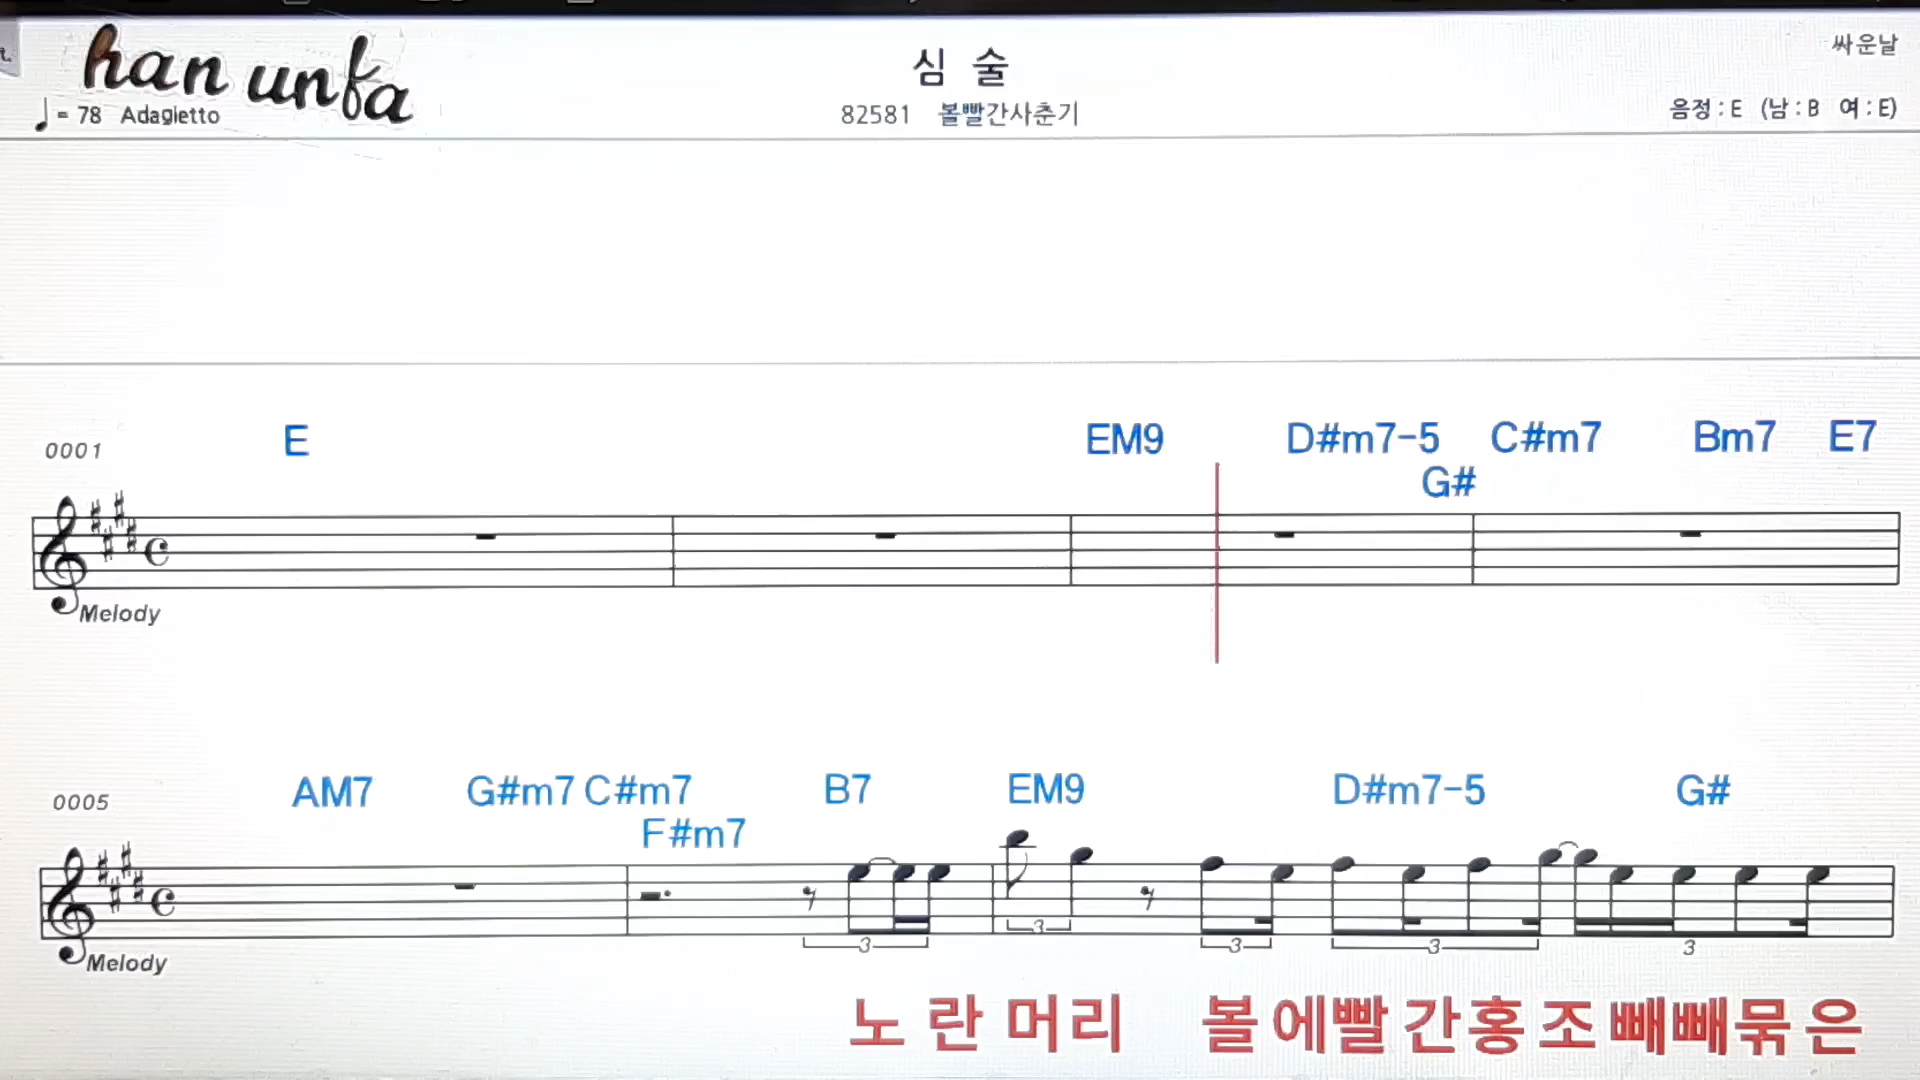 han unfa
심 술
싸운날
♩= 78 Adagietto
82581 볼빨간사춘기
음정 : E (남 : B 여 : E)
0001 E EM9 D#m7-5 C#m7 Bm7 E7
G#
Melody
0005 AM7 G#m7 C#m7 B7 EM9 D#m7-5 G#
F#m7
3 3 3 3 3
Melody
노란머리 볼에빨간홍조빼빼묶은